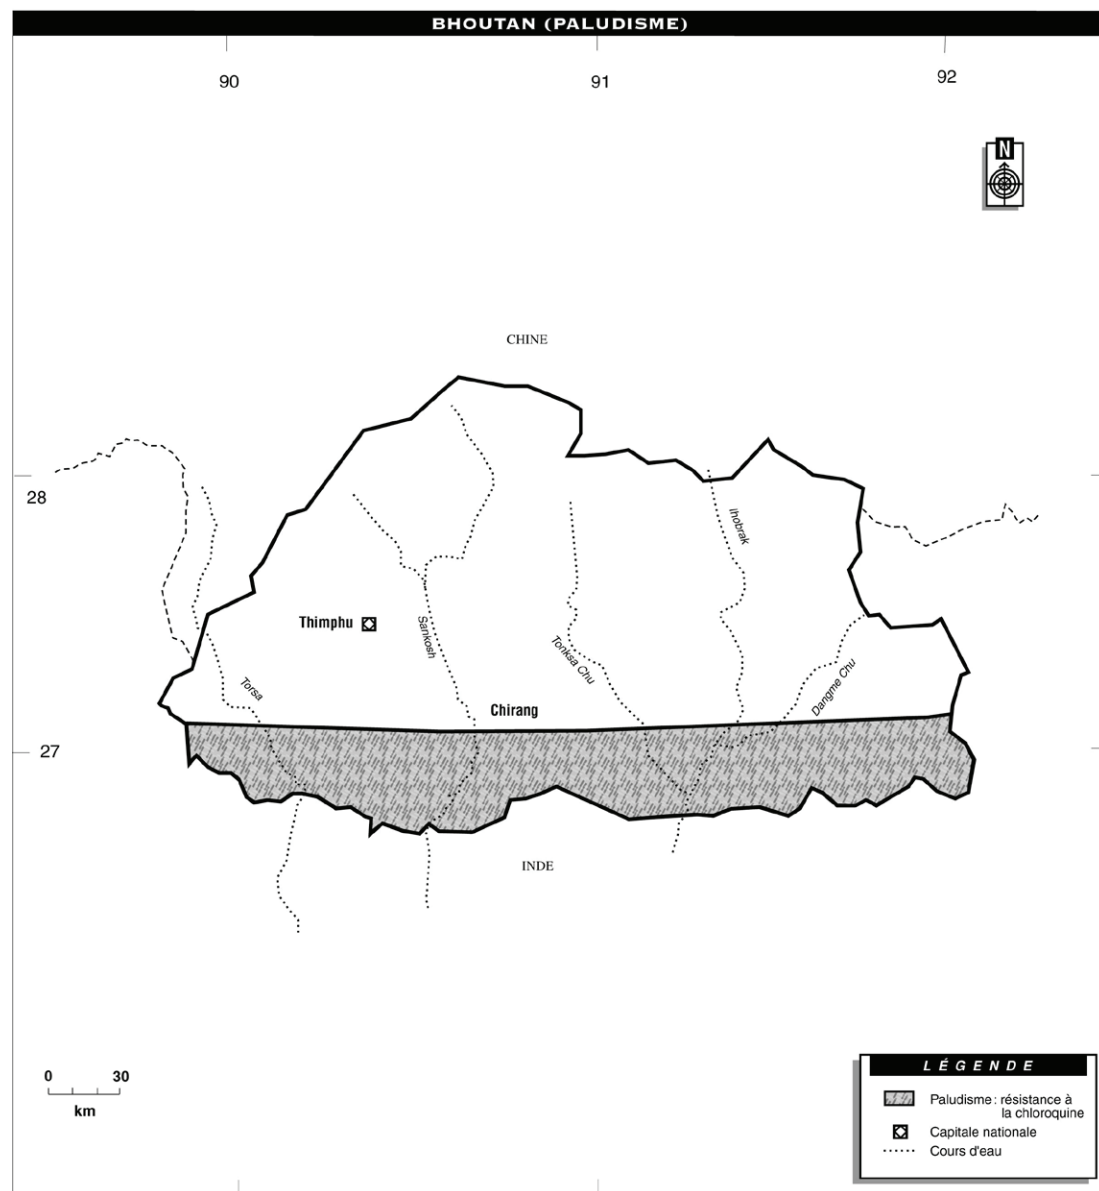 BHOUTAN (PALUDISME)
90
91
92
N
CHINE
28
ihobrak
Thimphu
Sankosh
Tonksa Chu
Dangme Chu
Torsa
Chirang
27
INDE
0 30
km
LÉGENDE
Paludisme : résistance à
la chloroquine
Capitale nationale
Cours d'eau